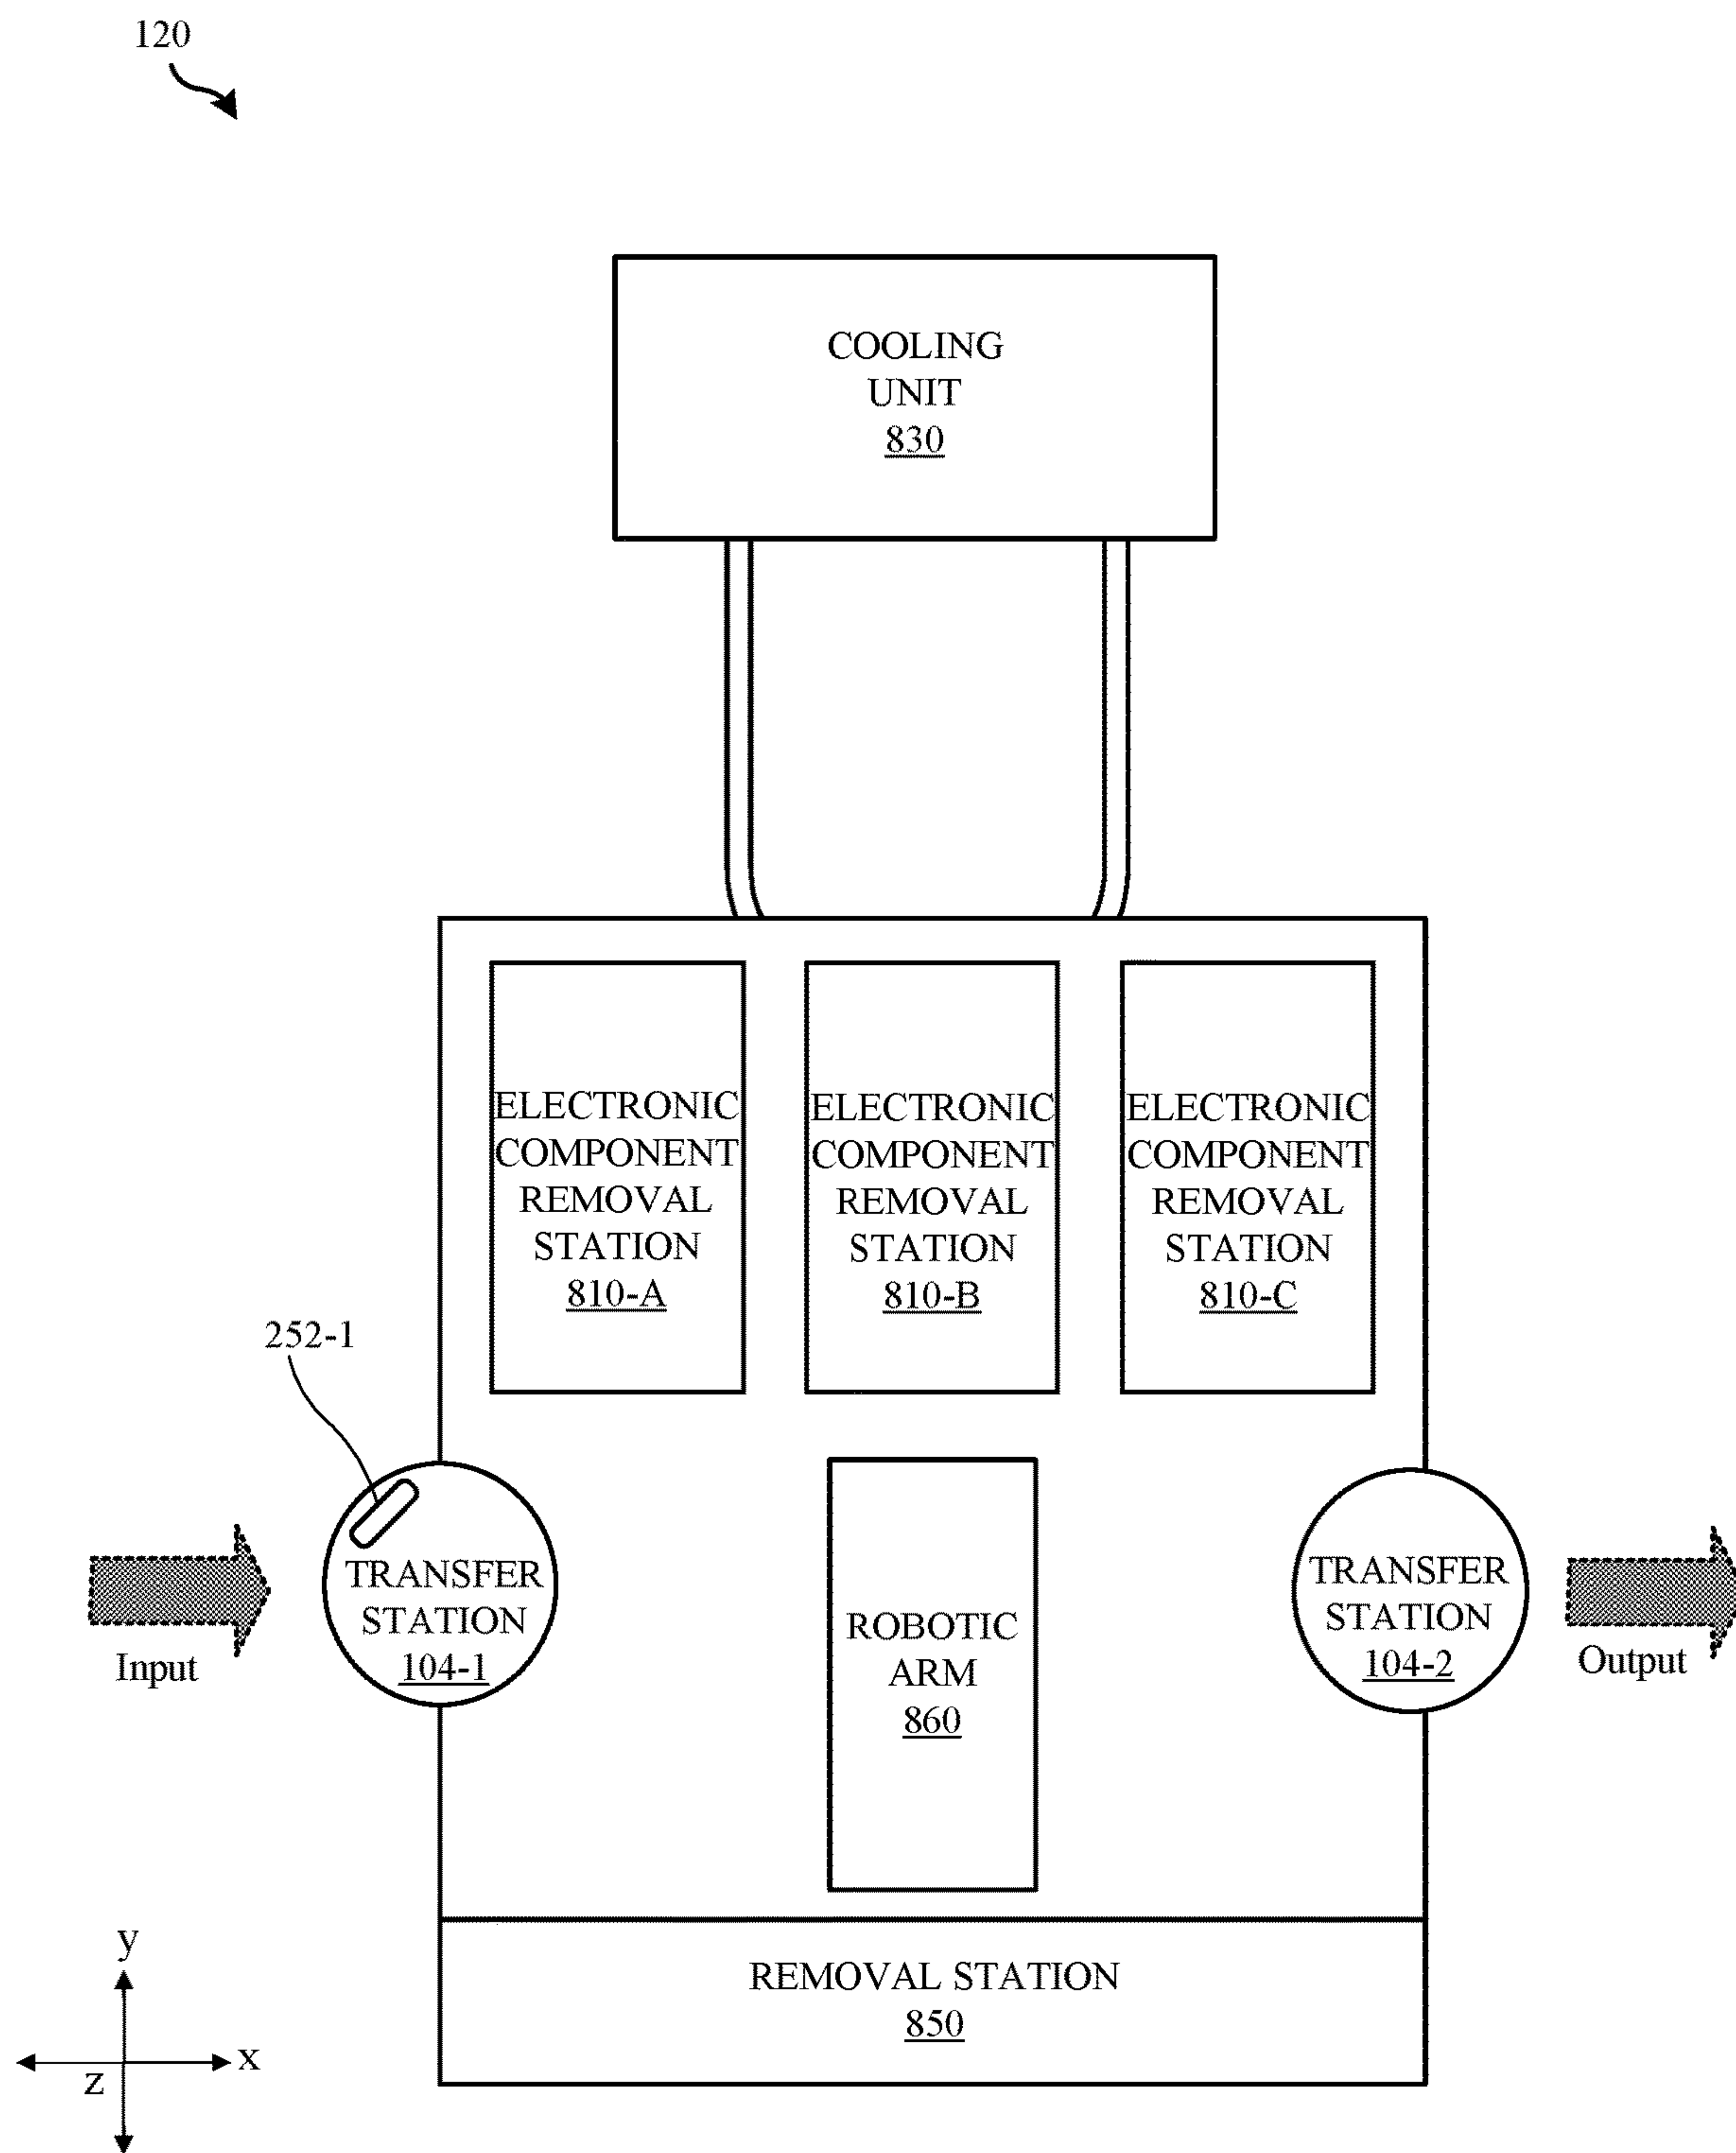 120
COOLING
UNIT
830
ELECTRONIC
COMPONENT
REMOVAL
STATION
810-A
ELECTRONIC
COMPONENT
REMOVAL
STATION
810-B
ELECTRONIC
COMPONENT
REMOVAL
STATION
810-C
252-1
TRANSFER
STATION
104-1
Input
ROBOTIC
ARM
860
TRANSFER
STATION
104-2
Output
REMOVAL STATION
850
y
x
z